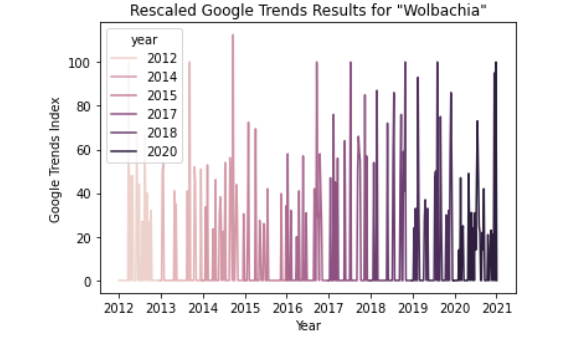 Rescaled Google Trends Results for "Wolbachia"
year
2012
2014
2015
2017
2018
2020
Google Trends Index
100
80
60
40
20
0
2012 2013 2014 2015 2016 2017 2018 2019 2020 2021
Year